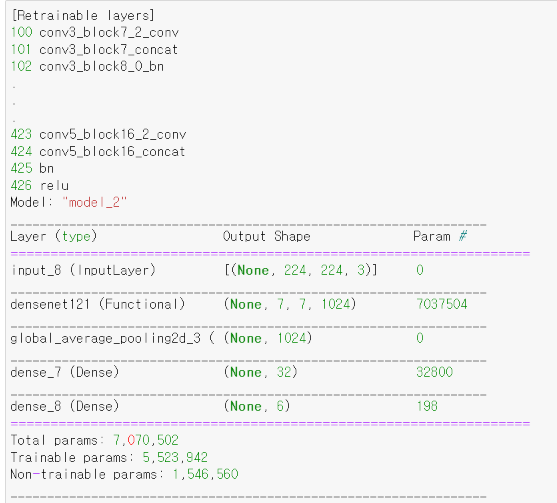 [Retrainable layers]
100 conv3_block7_2_conv
101 conv3_block7_concat
102 conv3_block8_0_bn
.
.
.
423 conv5_block16_2_conv
424 conv5_block16_concat
425 bn
426 relu
Model: "model_2"
_________________________________________________________________
Layer (type) Output Shape Param #
=================================================================
input_8 (InputLayer) [(None, 224, 224, 3)] 0
_________________________________________________________________
densenet121 (Functional) (None, 7, 7, 1024) 7037504
_________________________________________________________________
global_average_pooling2d_3 ( (None, 1024) 0
_________________________________________________________________
dense_7 (Dense) (None, 32) 32800
_________________________________________________________________
dense_8 (Dense) (None, 6) 198
=================================================================
Total params: 7,070,502
Trainable params: 5,523,942
Non-trainable params: 1,546,560
_________________________________________________________________